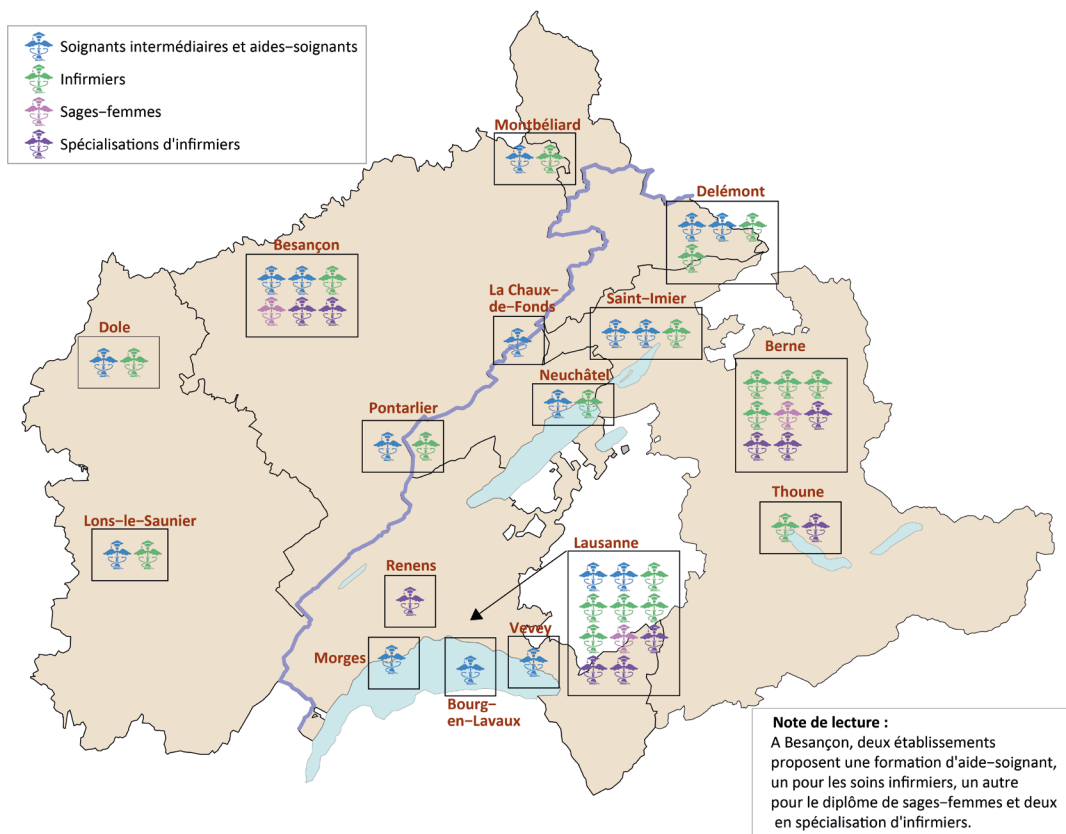 Soignants intermédiaires et aides−soignants
Infirmiers
Sages−femmes
Spécialisations d'infirmiers
Montbéliard
Delémont
Besançon
La Chaux−
de−Fonds
Saint−Imier
Dole
Berne
Neuchâtel
Pontarlier
Thoune
Lons−le−Saunier
Lausanne
Renens
Vevey
Morges
Bourg−
en−Lavaux
Note de lecture :
A Besançon, deux établissements
proposent une formation d'aide−soignant,
un pour les soins infirmiers, un autre
pour le diplôme de sages−femmes et deux
en spécialisation d'infirmiers.